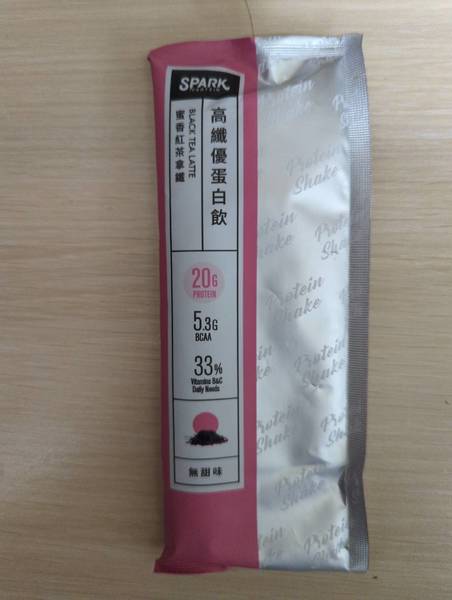 SPARK
PROTEIN
高纖優蛋白飲
BLACK TEA LATTE
蜜香紅茶拿鐵
20G
PROTEIN
5.3G
BCAA
33%
Vitamins B&C
Daily Needs
無甜味
Protein
Shake
Protein
Shake
Protein
Shake
Protein
Shake
Protein
Shake
Protein
Shake